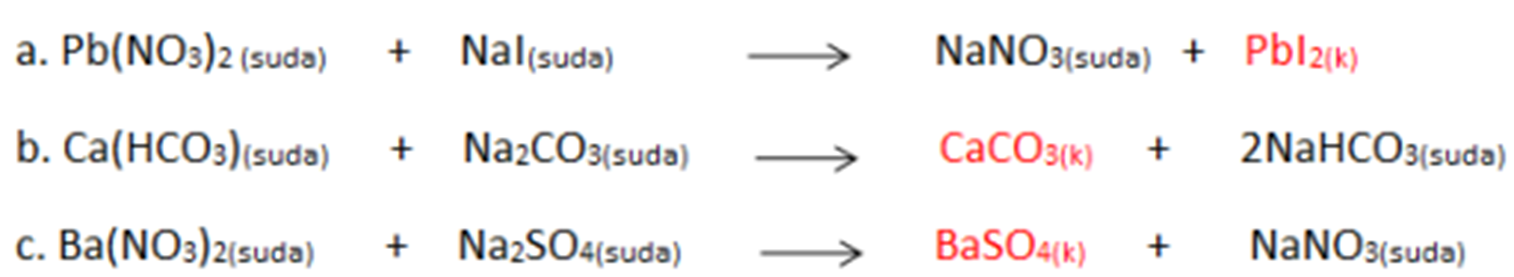 a. Pb(NO3)2 (suda) + NaI(suda) ⟶ NaNO3(suda) + PbI2(k)
b. Ca(HCO3)(suda) + Na2CO3(suda) ⟶ CaCO3(k) + 2NaHCO3(suda)
c. Ba(NO3)2(suda) + Na2SO4(suda) ⟶ BaSO4(k) + NaNO3(suda)